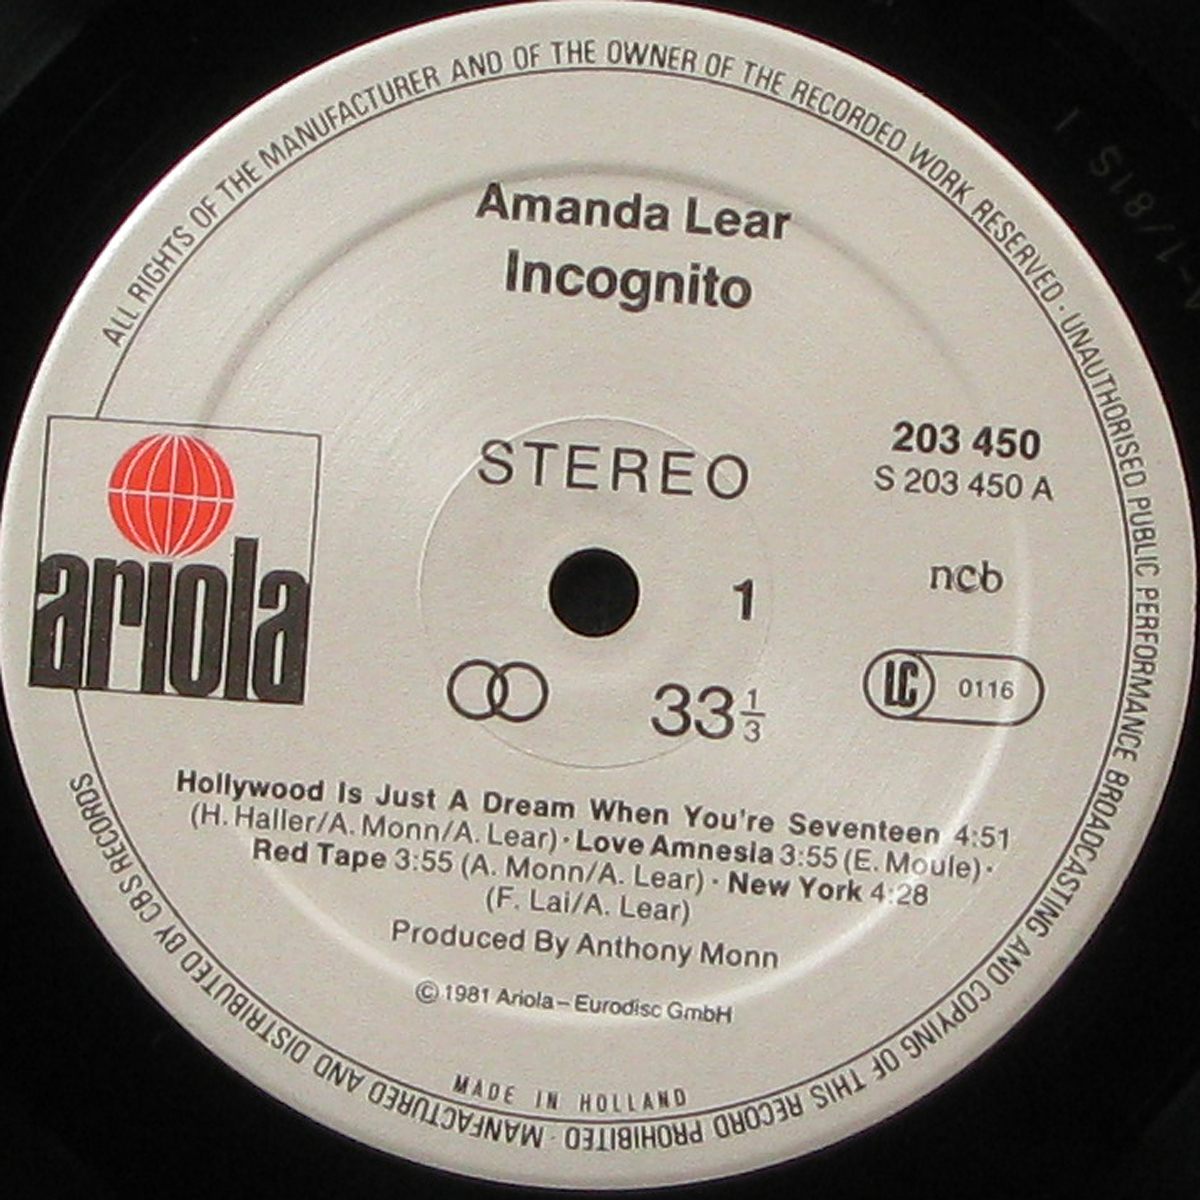 ALL RIGHTS OF THE MANUFACTURER AND OF THE OWNER OF THE RECORDED WORK RESERVED · UNAUTHORISED PUBLIC PERFORMANCE BROADCASTING AND COPYING OF THIS RECORD PROHIBITED · MANUFACTURED AND DISTRIBUTED BY CBS RECORDS
Amanda Lear
Incognito
STEREO
203 450
S 203 450 A
ariola
ncb
1
LC 0116
33 1/3
Hollywood Is Just A Dream When You're Seventeen 4:51
(H. Haller/A. Monn/A. Lear) · Love Amnesia 3:55 (E. Moule) ·
Red Tape 3:55 (A. Monn/A. Lear) · New York 4:28
(F. Lai/A. Lear)
Produced By Anthony Monn
© 1981 Ariola – Eurodisc GmbH
MADE IN HOLLAND